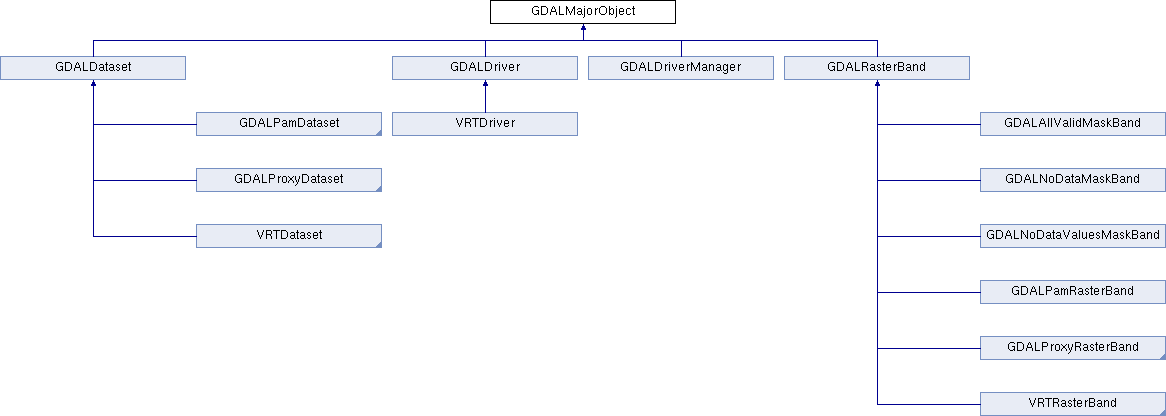 GDALMajorObject
GDALDataset
GDALDriver
GDALDriverManager
GDALRasterBand
GDALPamDataset
VRTDriver
GDALAllValidMaskBand
GDALProxyDataset
GDALNoDataMaskBand
VRTDataset
GDALNoDataValuesMaskBand
GDALPamRasterBand
GDALProxyRasterBand
VRTRasterBand